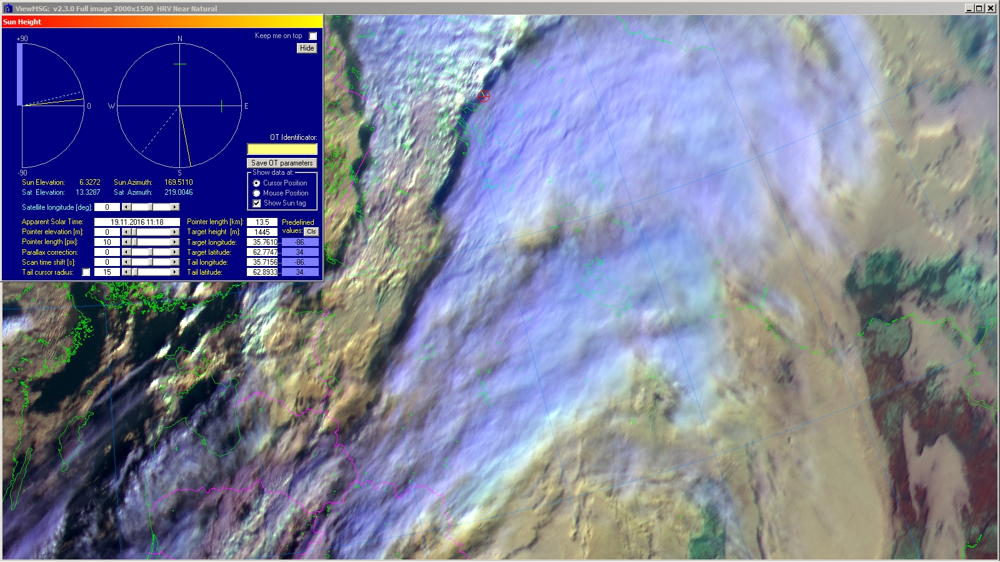 ViewMSG: v2.3.0 Full image 2000x1500 HRV Near Natural
Sun Height
Keep me on top
Hide
+90
0
-90
N
W
E
S
OT Identificator:
Save OT parameters
Show data at:
Cursor Position
Mouse Position
Show Sun tag
Sun Elevation: 6.3272 Sun Azimuth: 169.5110
Sat Elevation: 13.3287 Sat Azimuth: 219.0046
Satellite longitude [deg]: 0
Apparent Solar Time: 19.11.2016 11:18 Pointer length [km]: 13.5 Predefined
Pointer elevation [m]: 0 Target height [m]: 1445 values: Cls
Pointer length [pix]: 10 Target longitude: 35.7610 -86.
Parallax correction: 0 Target latitude: 62.7747 34.
Scan time shift [s]: 0 Tail longitude: 35.7156 -86.
Tail cursor radius: 15 Tail latitude: 62.8933 34.